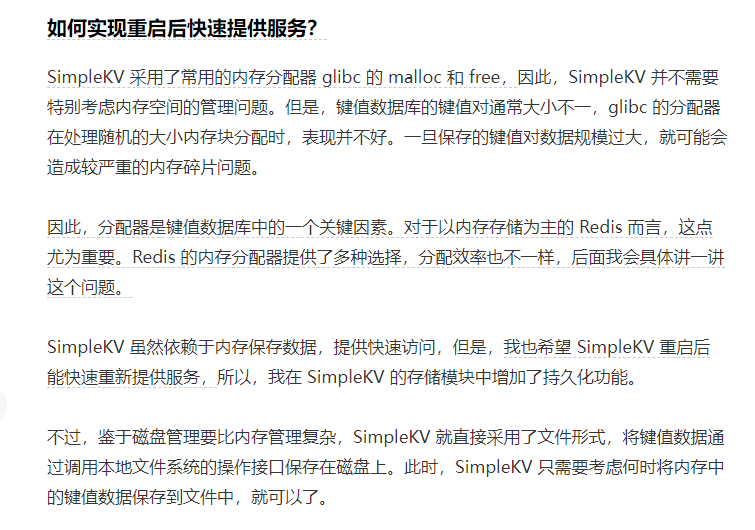 如何实现重启后快速提供服务？
SimpleKV 采用了常用的内存分配器 glibc 的 malloc 和 free，因此，SimpleKV 并不需要
特别考虑内存空间的管理问题。但是，键值数据库的键值对通常大小不一，glibc 的分配器
在处理随机的大小内存块分配时，表现并不好。一旦保存的键值对数据规模过大，就可能会
造成较严重的内存碎片问题。
因此，分配器是键值数据库中的一个关键因素。对于以内存存储为主的 Redis 而言，这点
尤为重要。Redis 的内存分配器提供了多种选择，分配效率也不一样，后面我会具体讲一讲
这个问题。
SimpleKV 虽然依赖于内存保存数据，提供快速访问，但是，我也希望 SimpleKV 重启后
能快速重新提供服务，所以，我在 SimpleKV 的存储模块中增加了持久化功能。
不过，鉴于磁盘管理要比内存管理复杂，SimpleKV 就直接采用了文件形式，将键值数据通
过调用本地文件系统的操作接口保存在磁盘上。此时，SimpleKV 只需要考虑何时将内存中
的键值数据保存到文件中，就可以了。